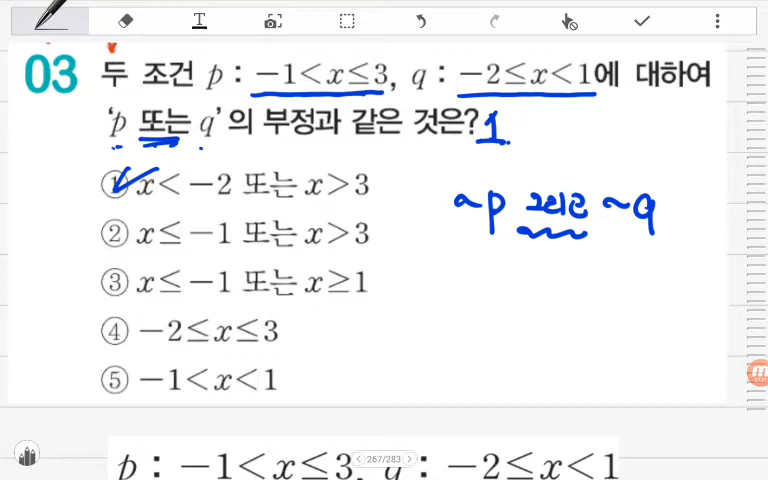 03 두 조건 p : −1<x≤3, q : −2≤x<1에 대하여
‘p 또는 q’의 부정과 같은 것은? 1
① x<−2 또는 x>3
② x≤−1 또는 x>3
~p 그리고 ~q
③ x≤−1 또는 x≥1
④ −2≤x≤3
⑤ −1<x<1
267/283
p : −1<x≤3, q : −2≤x<1